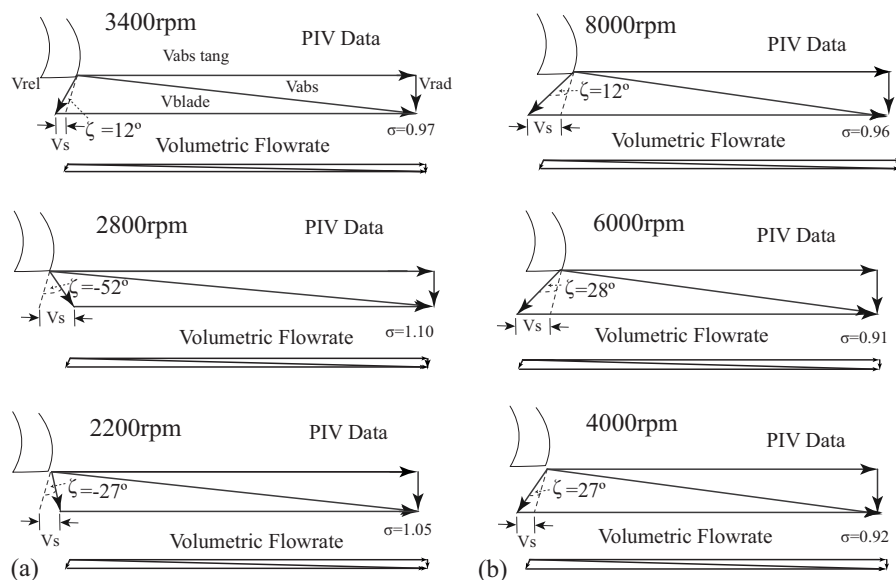 3400rpm
PIV Data
Vabs tang
Vrel
Vabs
Vrad
Vblade
ζ=12º
Vs
σ=0.97
Volumetric Flowrate
2800rpm
PIV Data
ζ=-52º
Vs
σ=1.10
Volumetric Flowrate
2200rpm
PIV Data
ζ=-27º
Vs
σ=1.05
Volumetric Flowrate
(a)
8000rpm
PIV Data
ζ=12º
Vs
σ=0.96
Volumetric Flowrate
6000rpm
PIV Data
ζ=28º
Vs
σ=0.91
Volumetric Flowrate
4000rpm
PIV Data
ζ=27º
Vs
σ=0.92
Volumetric Flowrate
(b)